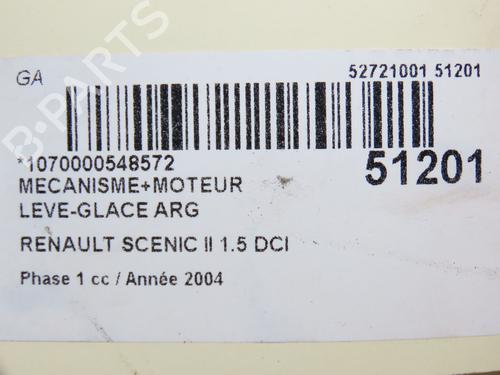 GA
52721001 51201
*1070000548572
51201
MECANISME+MOTEUR
LEVE-GLACE ARG
RENAULT SCENIC II 1.5 DCI
Phase 1 cc / Année 2004
B-PARTS